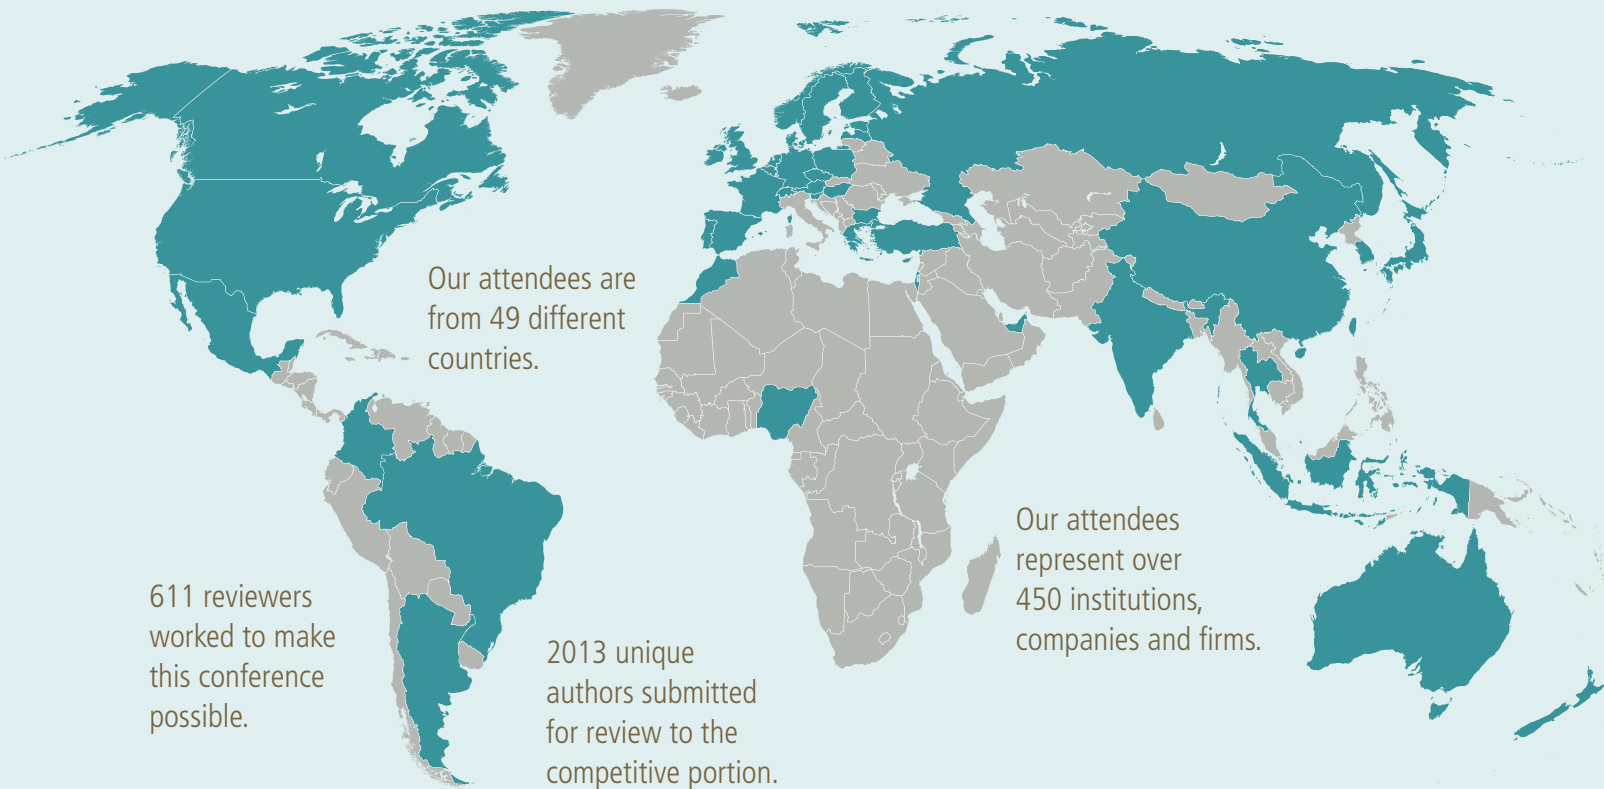 Our attendees are
from 49 different
countries.
611 reviewers
worked to make
this conference
possible.
2013 unique
authors submitted
for review to the
competitive portion.
Our attendees
represent over
450 institutions,
companies and firms.